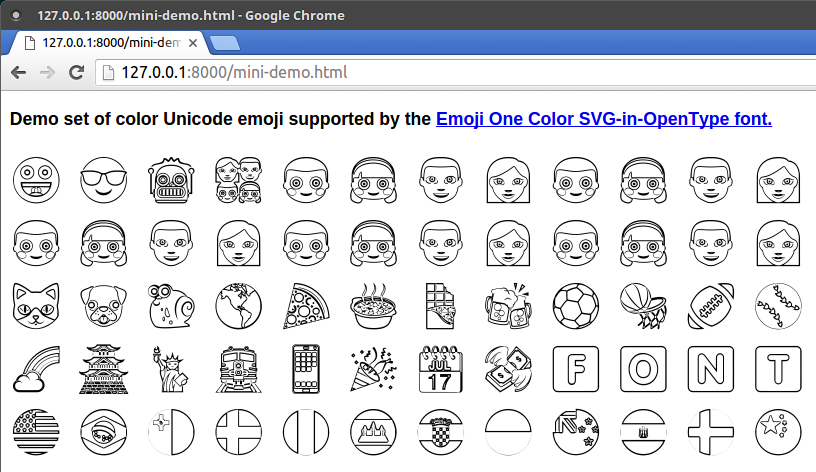 127.0.0.1:8000/mini-demo.html - Google Chrome
127.0.0.1:8000/mini-dem
127.0.0.1:8000/mini-demo.html
Demo set of color Unicode emoji supported by the Emoji One Color SVG-in-OpenType font.
JUL
17
F O N T